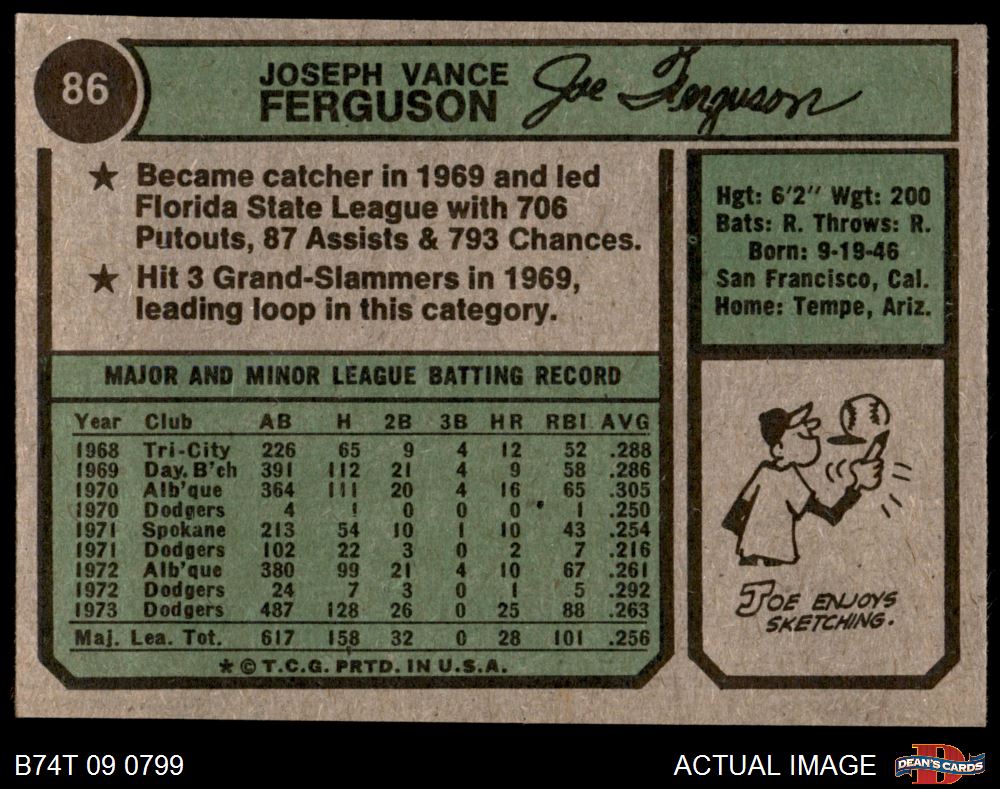 86
JOSEPH VANCE
FERGUSON
Joe Ferguson
★ Became catcher in 1969 and led
Florida State League with 706
Putouts, 87 Assists & 793 Chances.
★ Hit 3 Grand-Slammers in 1969,
leading loop in this category.
Hgt: 6'2" Wgt: 200
Bats: R. Throws: R.
Born: 9-19-46
San Francisco, Cal.
Home: Tempe, Ariz.
MAJOR AND MINOR LEAGUE BATTING RECORD
Year Club AB H 2B 3B HR RBI AVG
1968 Tri-City 226 65 9 4 12 52 .288
1969 Day. B'ch 391 112 21 4 9 58 .286
1970 Alb'que 364 111 20 4 16 65 .305
1970 Dodgers 4 1 0 0 0 1 .250
1971 Spokane 213 54 10 1 10 43 .254
1971 Dodgers 102 22 3 0 2 7 .216
1972 Alb'que 380 99 21 4 10 67 .261
1972 Dodgers 24 7 3 0 1 5 .292
1973 Dodgers 487 128 26 0 25 88 .263
Maj. Lea. Tot. 617 158 32 0 28 101 .256
★ © T.C.G. PRTD. IN U.S.A.
JOE ENJOYS
SKETCHING.
B74T 09 0799
ACTUAL IMAGE
DEAN'S CARDS